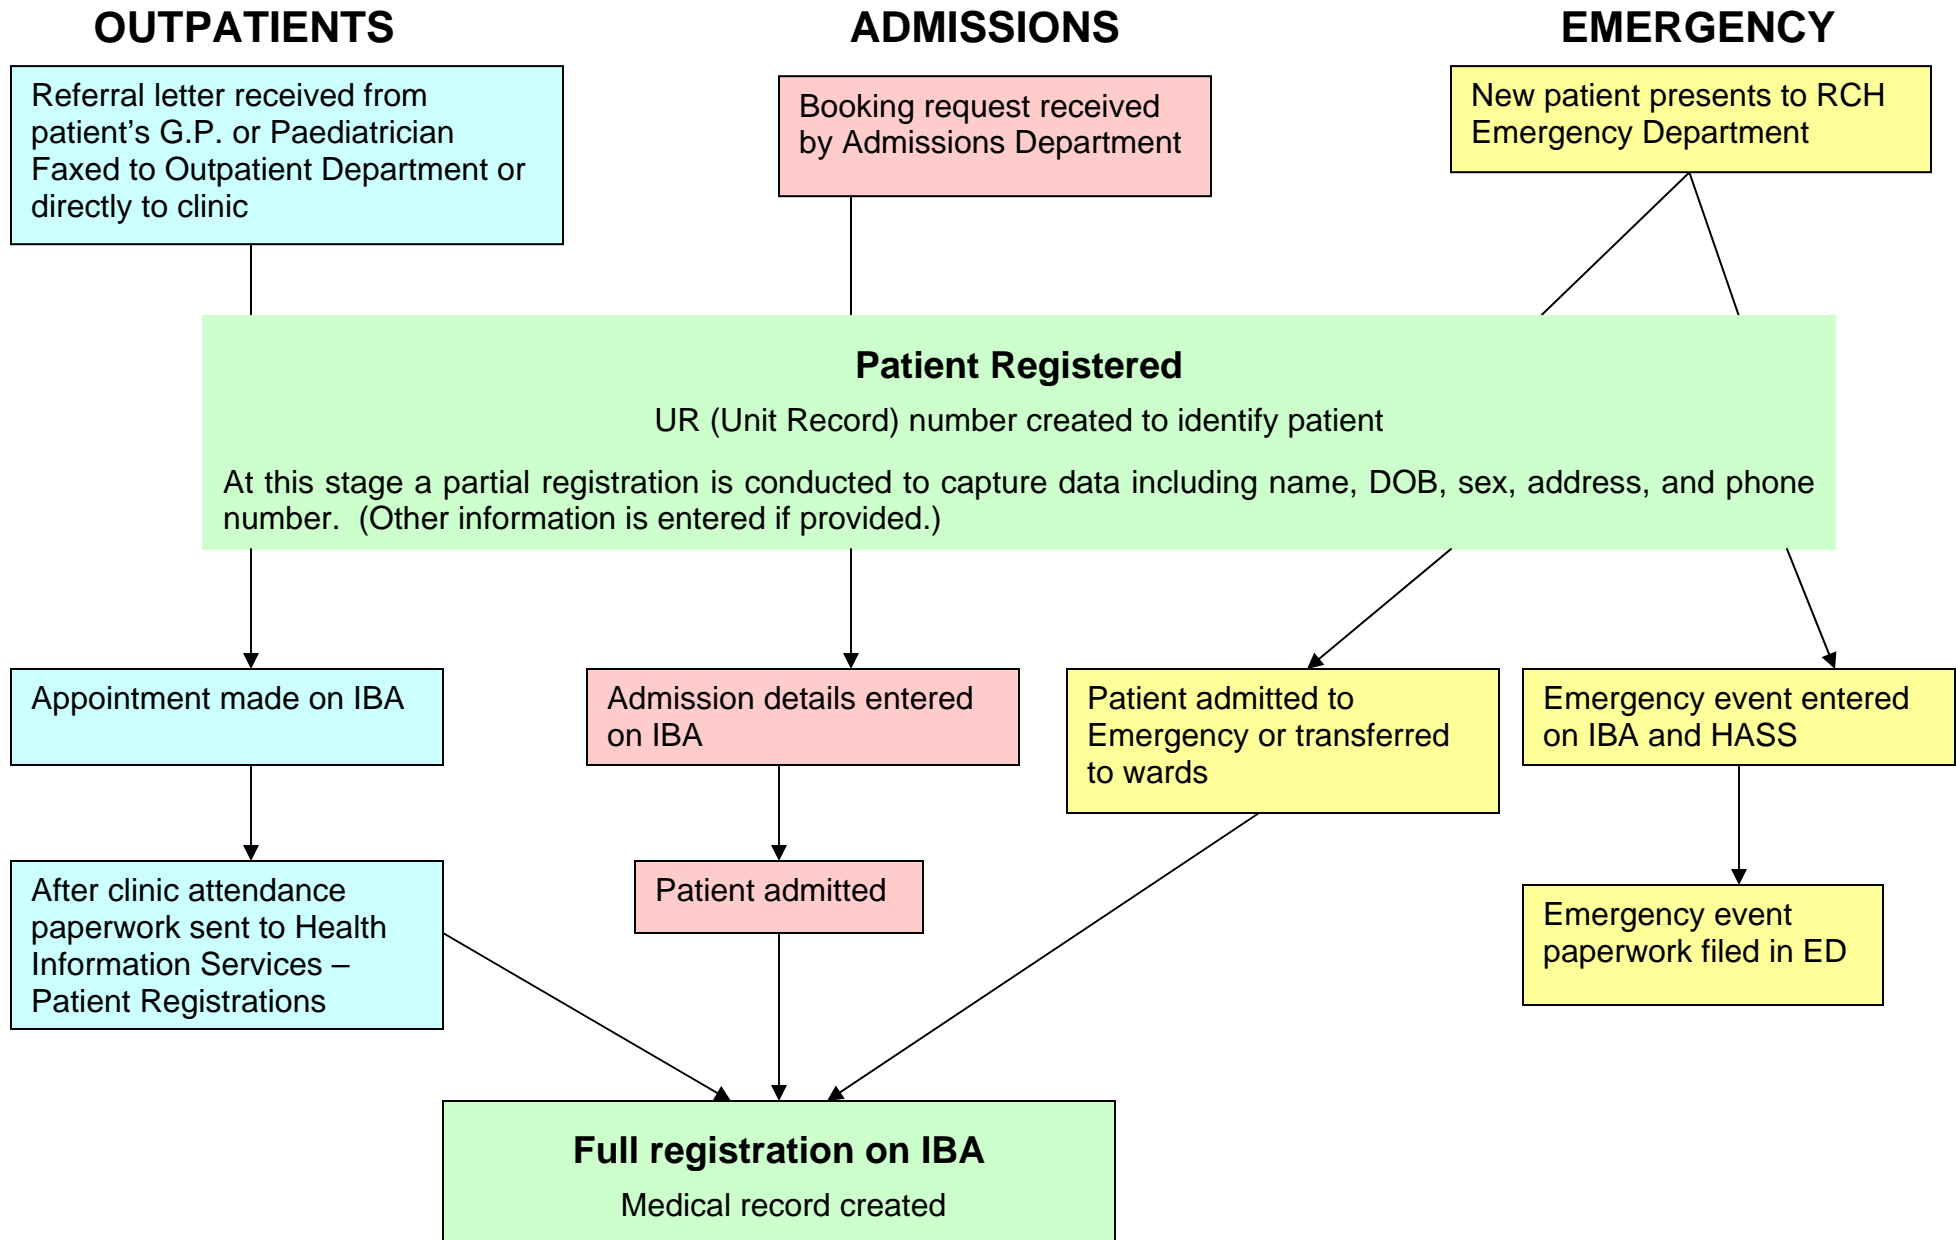 OUTPATIENTS
ADMISSIONS
EMERGENCY
Referral letter received from
patient’s G.P. or Paediatrician
Faxed to Outpatient Department or
directly to clinic
Booking request received
by Admissions Department
New patient presents to RCH
Emergency Department
Patient Registered
UR (Unit Record) number created to identify patient
At this stage a partial registration is conducted to capture data including name, DOB, sex, address, and phone
number.  (Other information is entered if provided.)
Appointment made on IBA
Admission details entered
on IBA
Patient admitted to
Emergency or transferred
to wards
Emergency event entered
on IBA and HASS
After clinic attendance
paperwork sent to Health
Information Services –
Patient Registrations
Patient admitted
Emergency event
paperwork filed in ED
Full registration on IBA
Medical record created